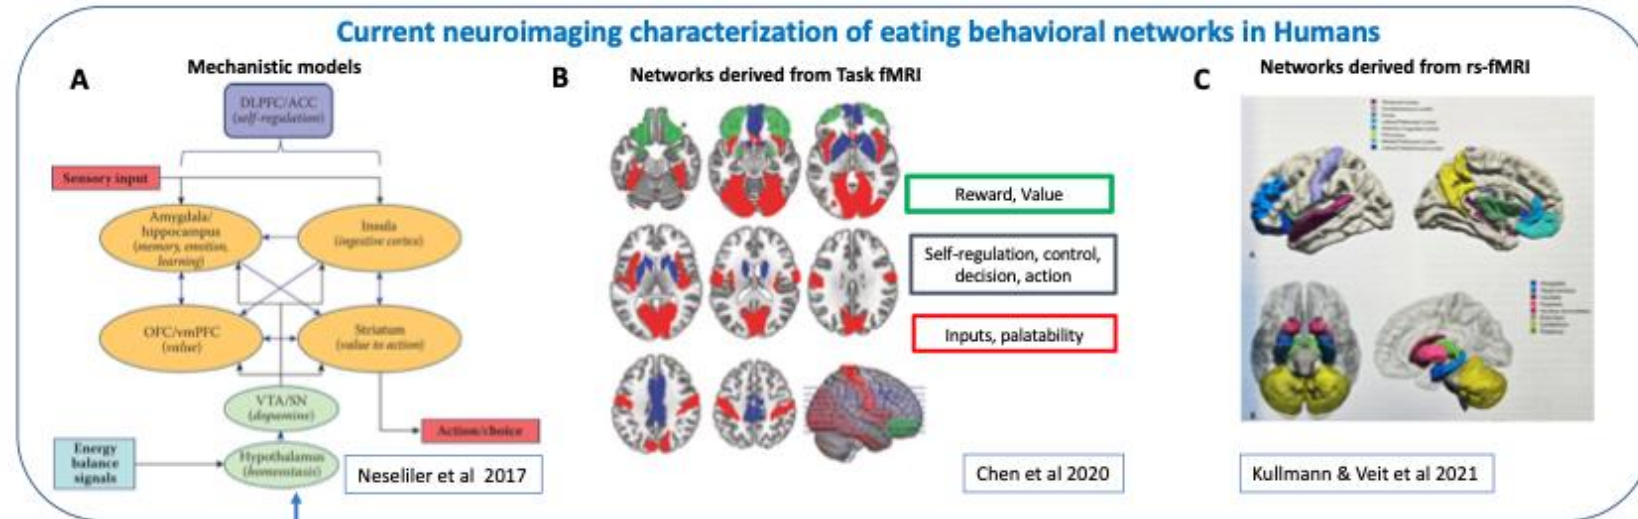 Current neuroimaging characterization of eating behavioral networks in Humans
A
Mechanistic models
DLPFC/ACC
(self-regulation)
Sensory input
Amygdala/
hippocampus
(memory, emotion,
learning)
Insula
(ingestive cortex)
OFC/vmPFC
(value)
Striatum
(value to action)
VTA/SN
(dopamine)
Action/choice
Energy
balance
signals
Hypothalamus
(homeostasis)
Neseliler et al 2017
B
Networks derived from Task fMRI
Reward, Value
Self-regulation, control,
decision, action
Inputs, palatability
Chen et al 2020
C
Networks derived from rs-fMRI
Kullmann & Veit et al 2021